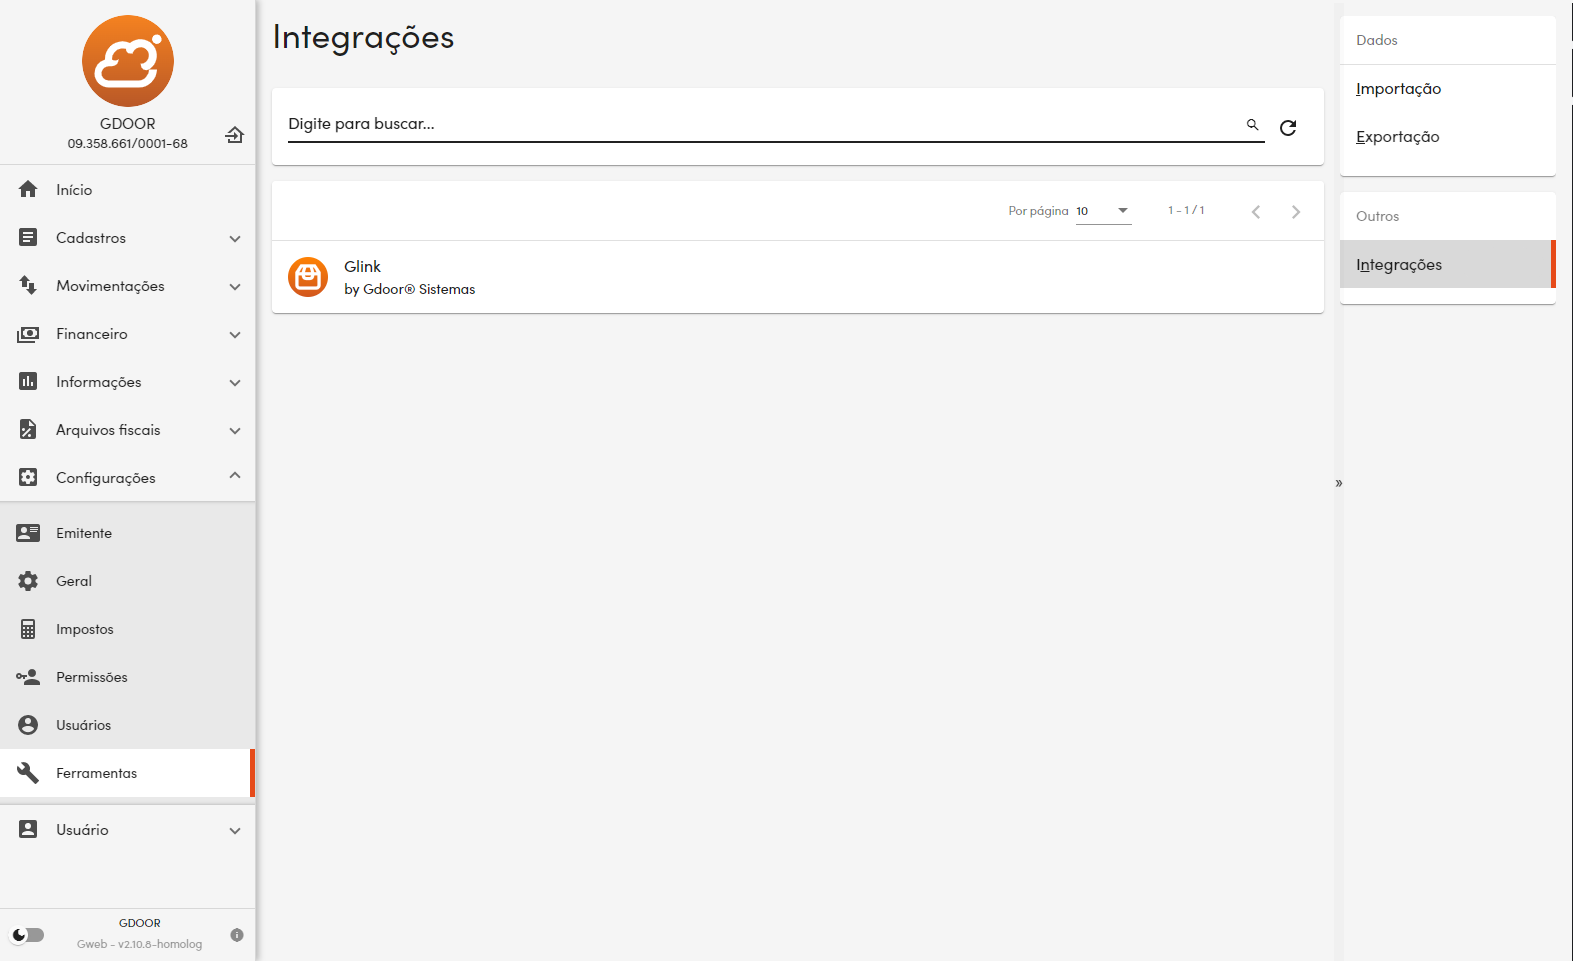 GDOOR
09.358.661/0001-68
Início
Cadastros
Movimentações
Financeiro
Informações
Arquivos fiscais
Configurações
Emitente
Geral
Impostos
Permissões
Usuários
Ferramentas
Usuário
GDOOR
Gweb - v2.10.8-homolog
Integrações
Digite para buscar...
Por página 10 1 - 1 / 1
Glink
by Gdoor® Sistemas
»
Dados
Importação
Exportação
Outros
Integrações